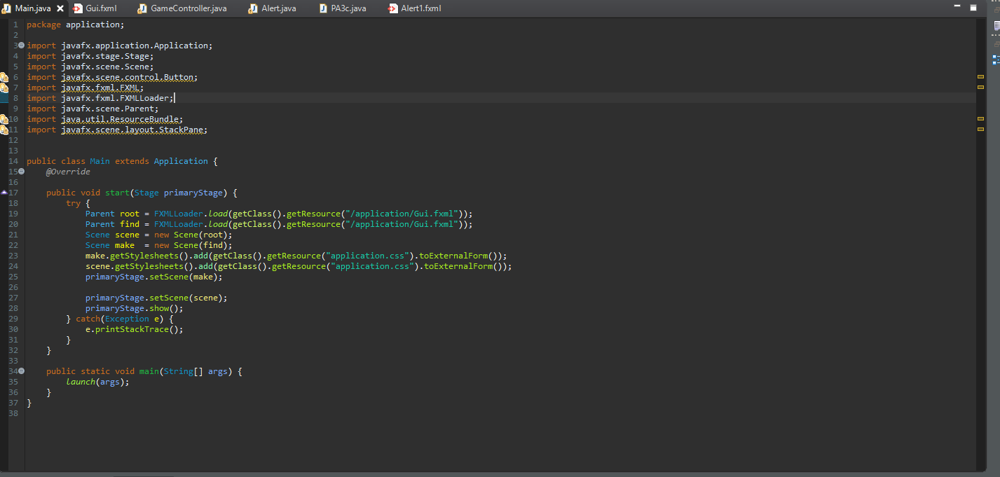 Main.java Gui.fxml GameController.java Alert.java PA3c.java Alert1.fxml
1 package application;
2
3 import javafx.application.Application;
4 import javafx.stage.Stage;
5 import javafx.scene.Scene;
6 import javafx.scene.control.Button;
7 import javafx.fxml.FXML;
8 import javafx.fxml.FXMLLoader;
9 import javafx.scene.Parent;
10 import java.util.ResourceBundle;
11 import javafx.scene.layout.StackPane;
12
13
14 public class Main extends Application {
15     @Override
16
17     public void start(Stage primaryStage) {
18         try {
19             Parent root = FXMLLoader.load(getClass().getResource("/application/Gui.fxml"));
20             Parent find = FXMLLoader.load(getClass().getResource("/application/Gui.fxml"));
21             Scene scene = new Scene(root);
22             Scene make  = new Scene(find);
23             make.getStylesheets().add(getClass().getResource("application.css").toExternalForm());
24             scene.getStylesheets().add(getClass().getResource("application.css").toExternalForm());
25             primaryStage.setScene(make);
26
27             primaryStage.setScene(scene);
28             primaryStage.show();
29         } catch(Exception e) {
30             e.printStackTrace();
31         }
32     }
33
34     public static void main(String[] args) {
35         launch(args);
36     }
37 }
38